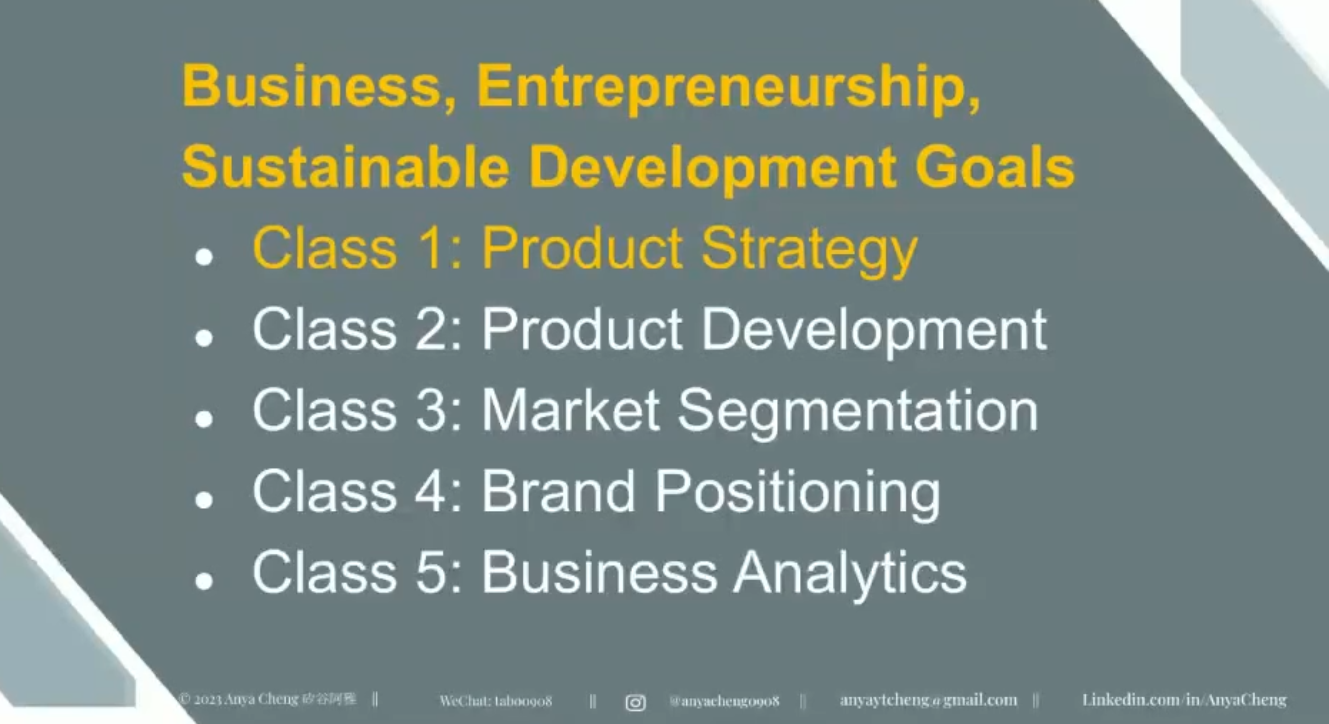 Business, Entrepreneurship,
Sustainable Development Goals
• Class 1: Product Strategy
• Class 2: Product Development
• Class 3: Market Segmentation
• Class 4: Brand Positioning
• Class 5: Business Analytics
© 2023 Anya Cheng 矽谷阿雅 || WeChat: tab00908 || @anyacheng0908 || anyaytcheng@gmail.com || Linkedin.com/in/AnyaCheng